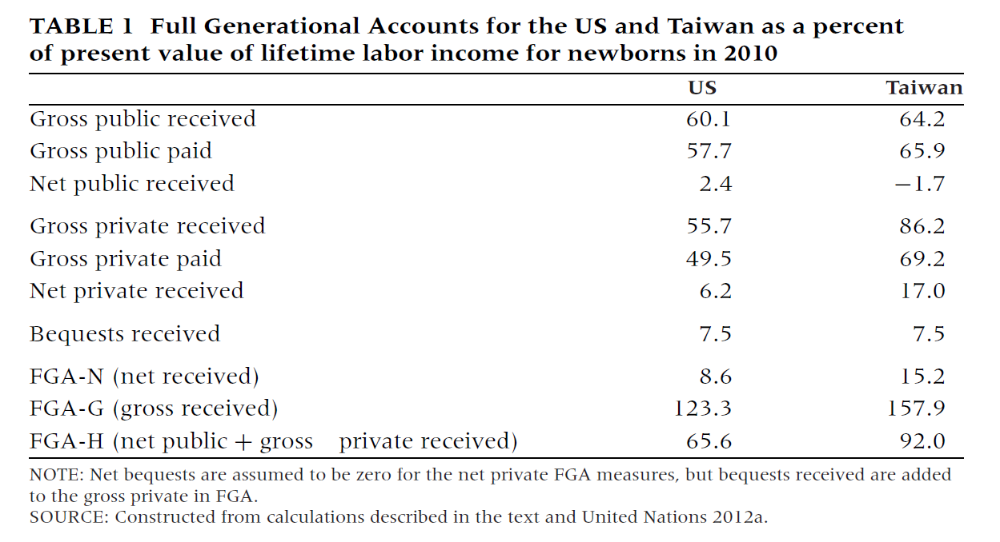 TABLE 1 Full Generational Accounts for the US and Taiwan as a percent
of present value of lifetime labor income for newborns in 2010
US Taiwan
Gross public received 60.1 64.2
Gross public paid 57.7 65.9
Net public received 2.4 −1.7
Gross private received 55.7 86.2
Gross private paid 49.5 69.2
Net private received 6.2 17.0
Bequests received 7.5 7.5
FGA-N (net received) 8.6 15.2
FGA-G (gross received) 123.3 157.9
FGA-H (net public + gross private received) 65.6 92.0
NOTE: Net bequests are assumed to be zero for the net private FGA measures, but bequests received are added
to the gross private in FGA.
SOURCE: Constructed from calculations described in the text and United Nations 2012a.